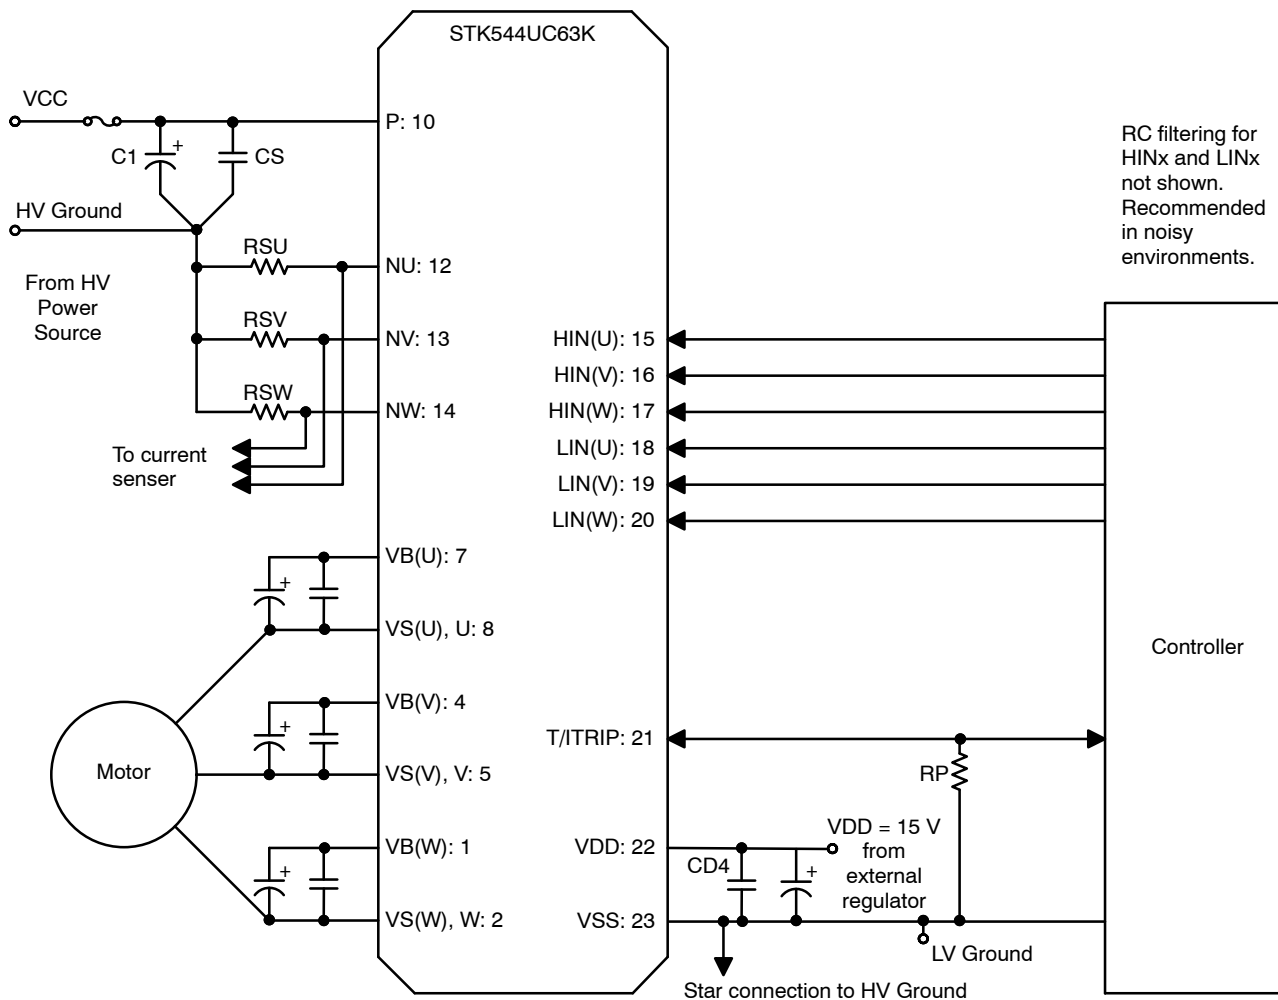 STK544UC63K
VCC
P: 10
C1
+
CS
HV Ground
RSU
NU: 12
From HV
Power
Source
RSV
NV: 13
RSW
NW: 14
To current
senser
RC filtering for
HINx and LINx
not shown.
Recommended
in noisy
environments.
HIN(U): 15
HIN(V): 16
HIN(W): 17
LIN(U): 18
LIN(V): 19
LIN(W): 20
VB(U): 7
+
VS(U), U: 8
VB(V): 4
+
VS(V), V: 5
Motor
VB(W): 1
+
VS(W), W: 2
Controller
T/ITRIP: 21
RP
VDD: 22
VDD = 15 V
from
external
regulator
CD4
+
VSS: 23
LV Ground
Star connection to HV Ground